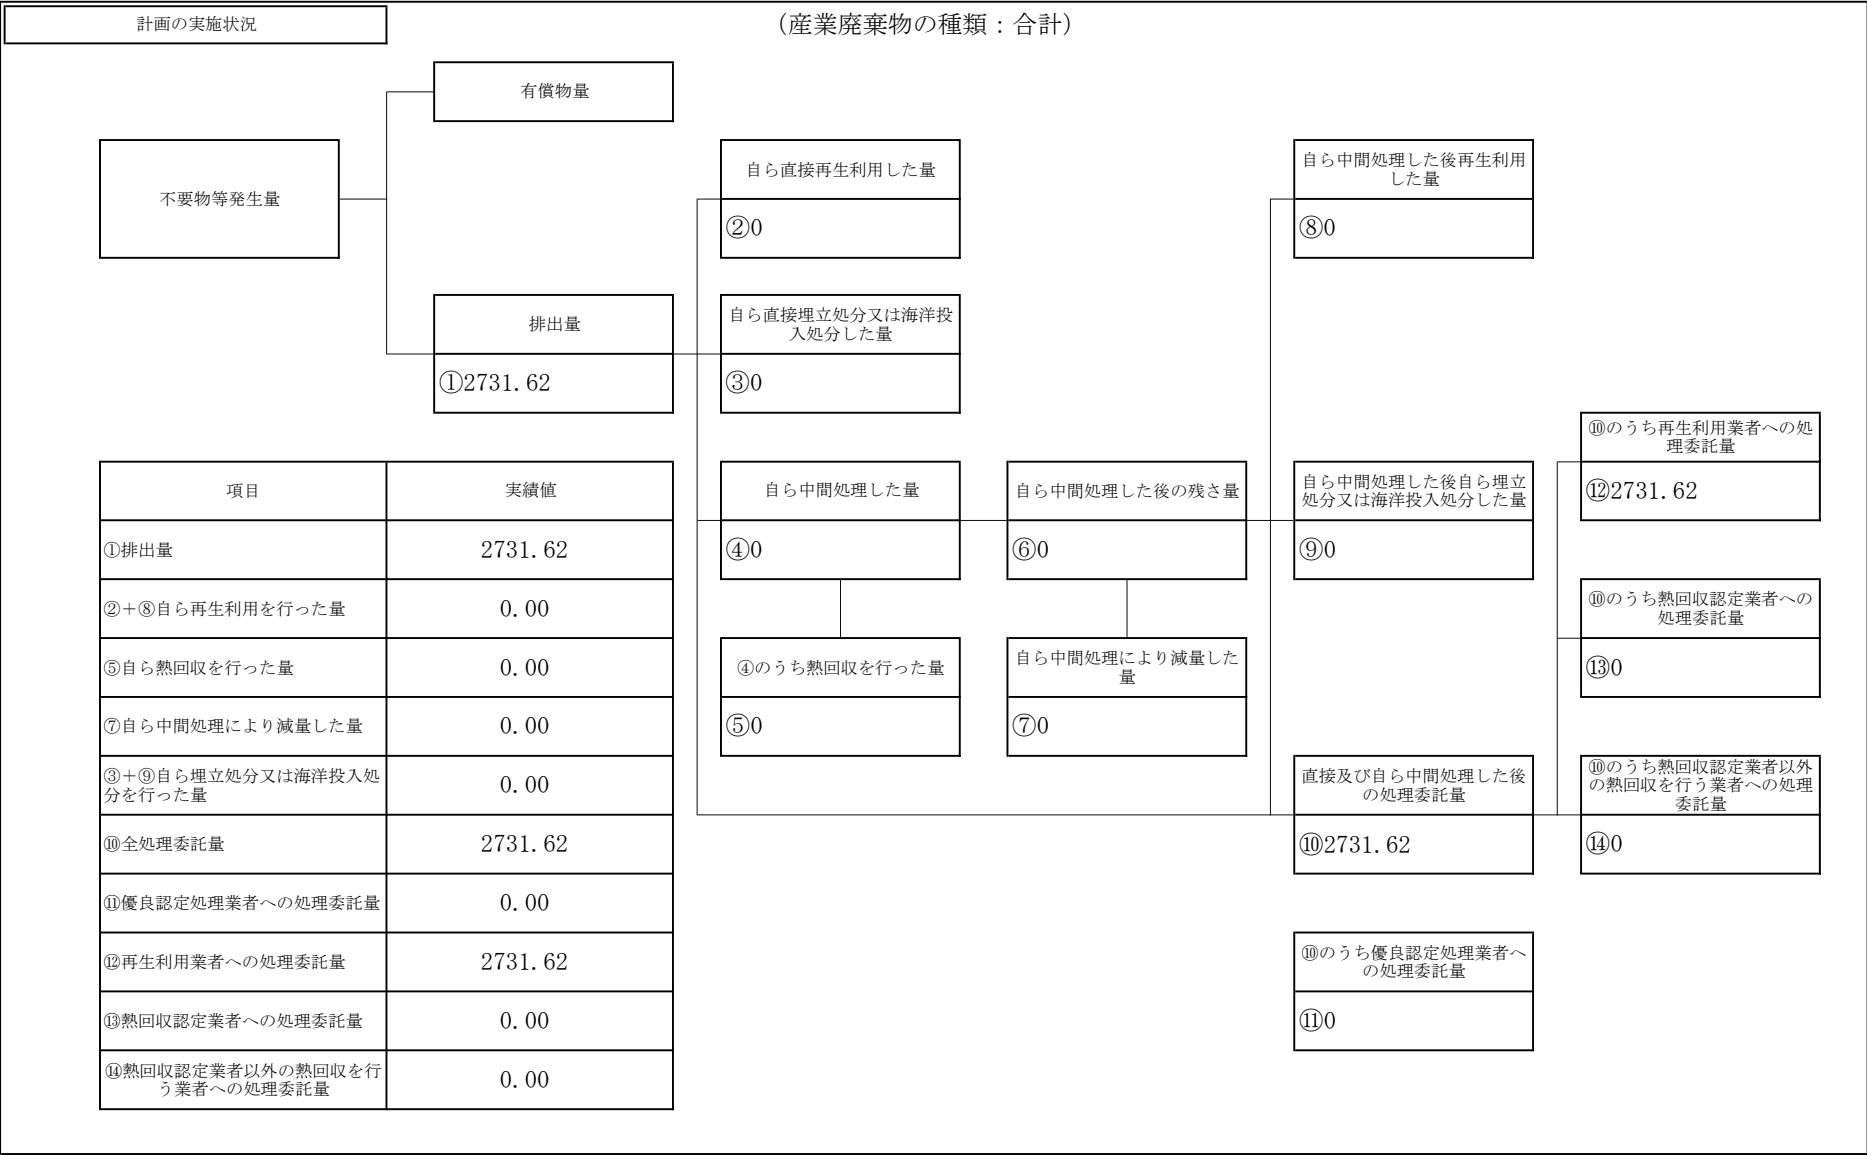 計画の実施状況
(産業廃棄物の種類：合計)
有償物量
不要物等発生量
自ら直接再生利用した量
②0
自ら中間処理した後再生利用
した量
⑧0
排出量
①2731.62
自ら直接埋立処分又は海洋投
入処分した量
③0
⑩のうち再生利用業者への処
理委託量
⑫2731.62
自ら中間処理した量
④0
自ら中間処理した後の残さ量
⑥0
自ら中間処理した後自ら埋立
処分又は海洋投入処分した量
⑨0
⑩のうち熱回収認定業者への
処理委託量
⑬0
④のうち熱回収を行った量
⑤0
自ら中間処理により減量した
量
⑦0
直接及び自ら中間処理した後
の処理委託量
⑩2731.62
⑩のうち熱回収認定業者以外
の熱回収を行う業者への処理
委託量
⑭0
⑩のうち優良認定処理業者へ
の処理委託量
⑪0
項目 実績値
①排出量 2731.62
②＋⑧自ら再生利用を行った量 0.00
⑤自ら熱回収を行った量 0.00
⑦自ら中間処理により減量した量 0.00
③＋⑨自ら埋立処分又は海洋投入処
分を行った量 0.00
⑩全処理委託量 2731.62
⑪優良認定処理業者への処理委託量 0.00
⑫再生利用業者への処理委託量 2731.62
⑬熱回収認定業者への処理委託量 0.00
⑭熱回収認定業者以外の熱回収を行
う業者への処理委託量 0.00